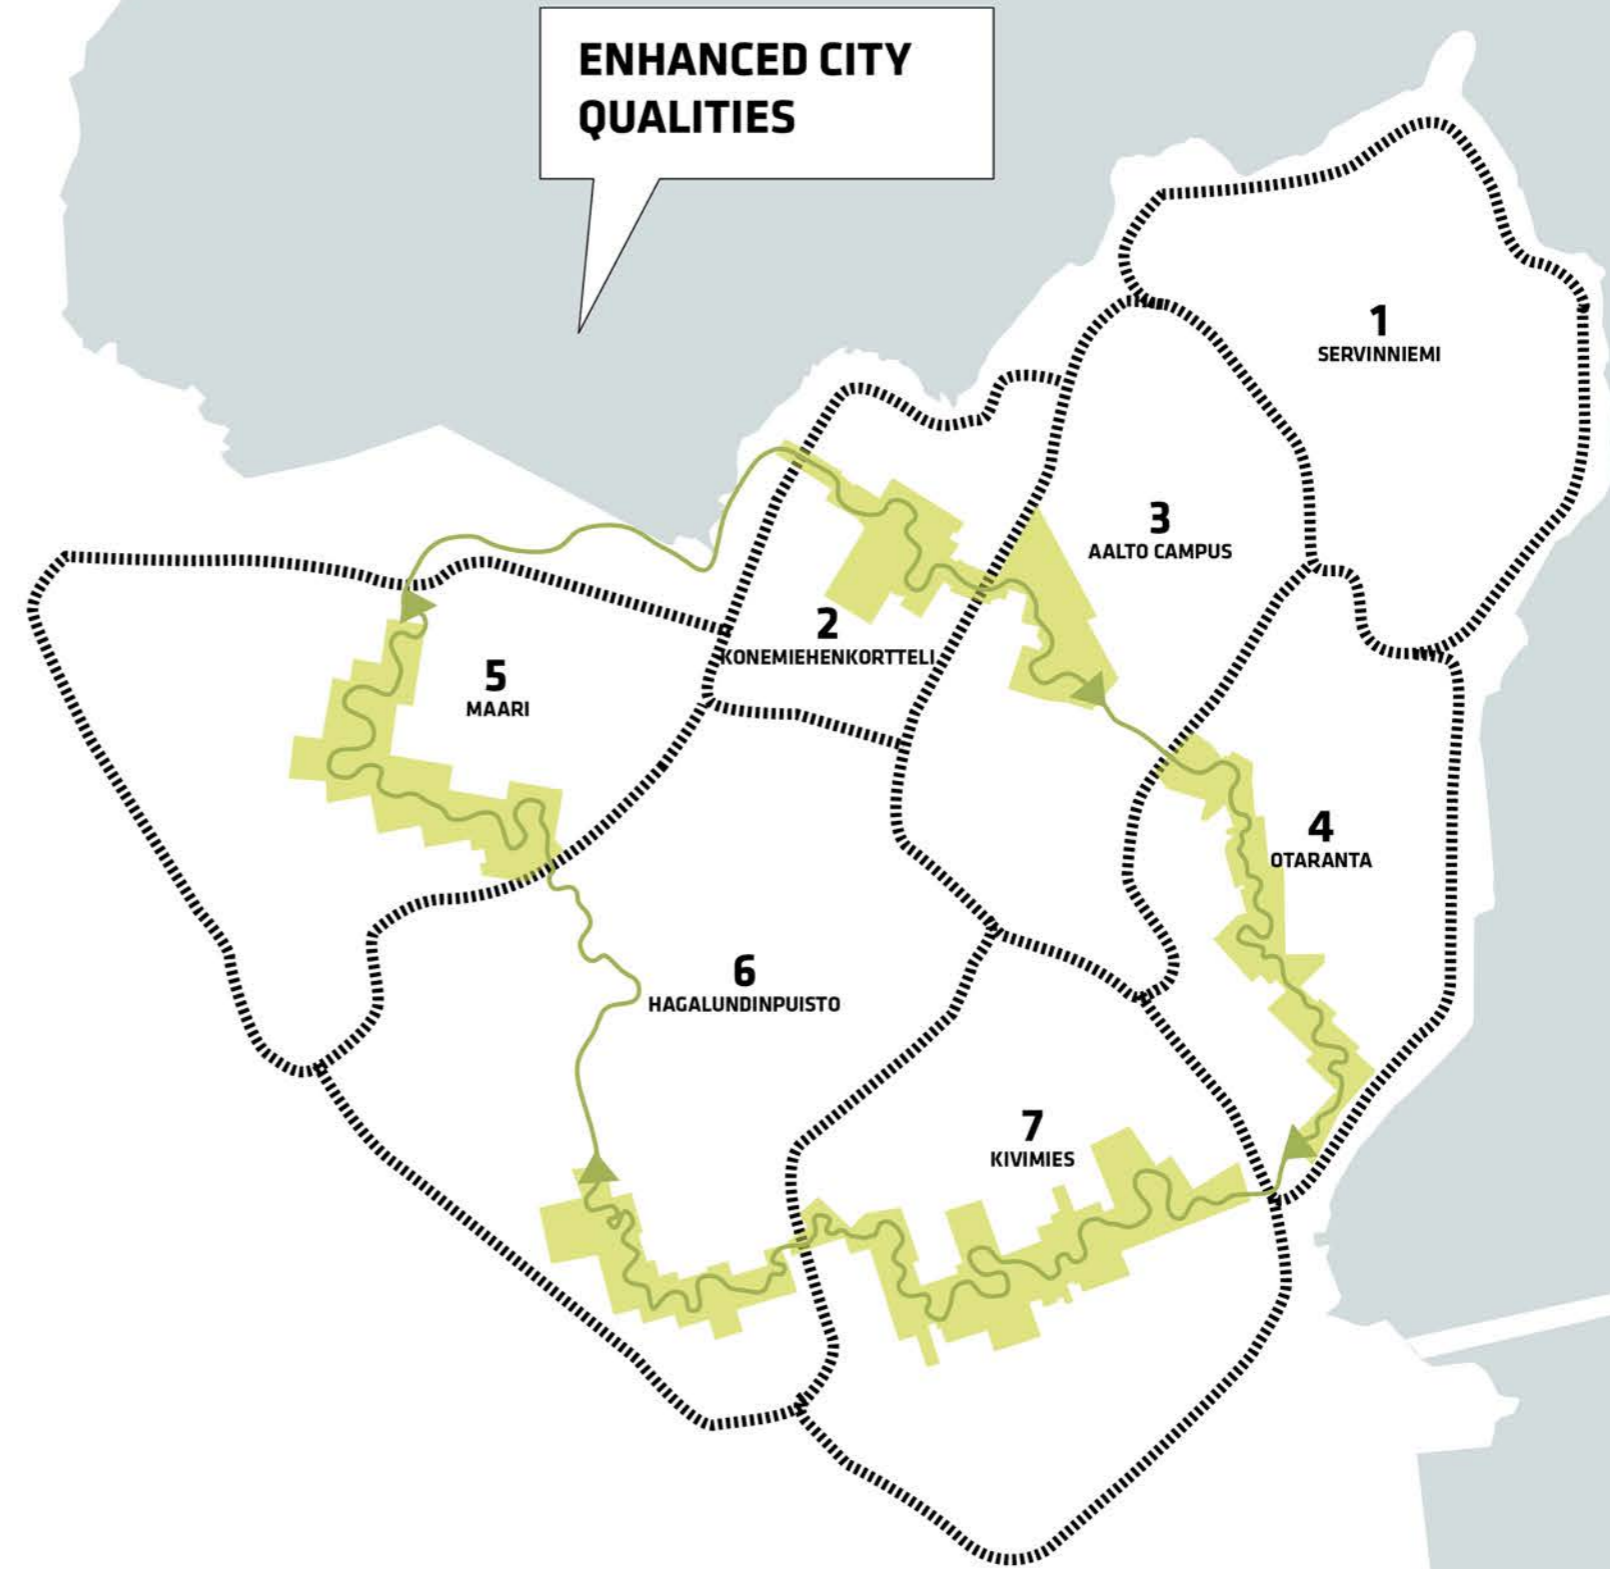 ENHANCED CITY
QUALITIES
1
SERVINNIEMI
3
AALTO CAMPUS
2
KONEMIEHENKORTTELI
5
MAARI
4
OTARANTA
6
HAGALUNDINPUISTO
7
KIVIMIES